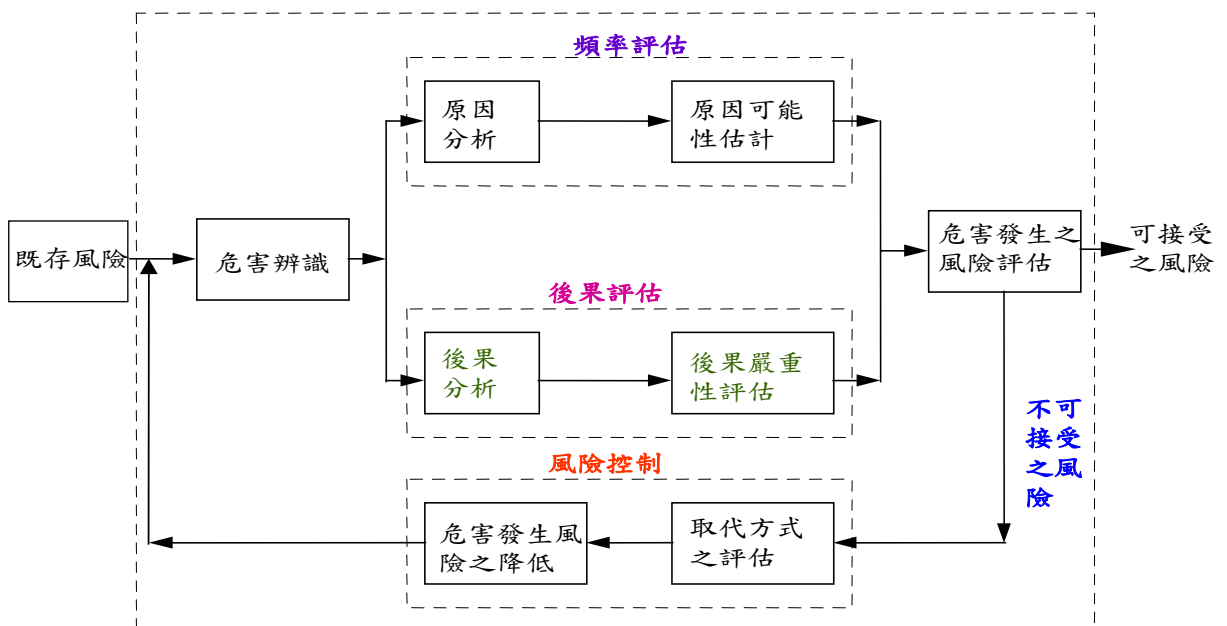 頻率評估
原因
分析
原因可能
性估計
既存風險
危害辨識
危害發生之
風險評估
可接受
之風險
後果評估
後果
分析
後果嚴重
性評估
不可
接受
之風
險
風險控制
危害發生風
險之降低
取代方式
之評估